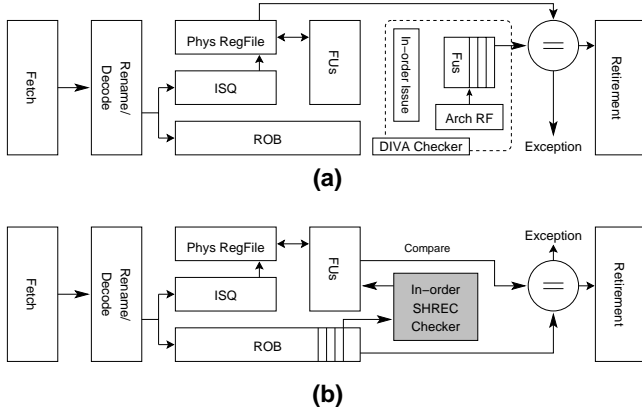 Fetch
Rename/
Decode
Phys RegFile
ISQ
ROB
FUs
In-order Issue
Fus
Arch RF
DIVA Checker
Exception
Retirement
(a)
Fetch
Rename/
Decode
Phys RegFile
ISQ
ROB
FUs
Compare
In-order
SHREC
Checker
Exception
Retirement
(b)